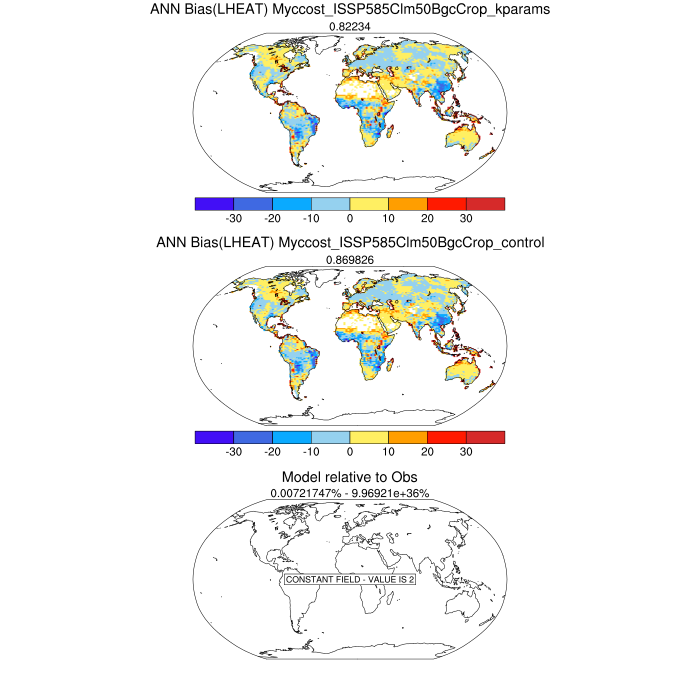 ANN Bias(LHEAT) Myccost_ISSP585Clm50BgcCrop_kparams
0.82234
-30 -20 -10 0 10 20 30
ANN Bias(LHEAT) Myccost_ISSP585Clm50BgcCrop_control
0.869826
-30 -20 -10 0 10 20 30
Model relative to Obs
0.00721747% - 9.96921e+36%
CONSTANT FIELD - VALUE IS 2